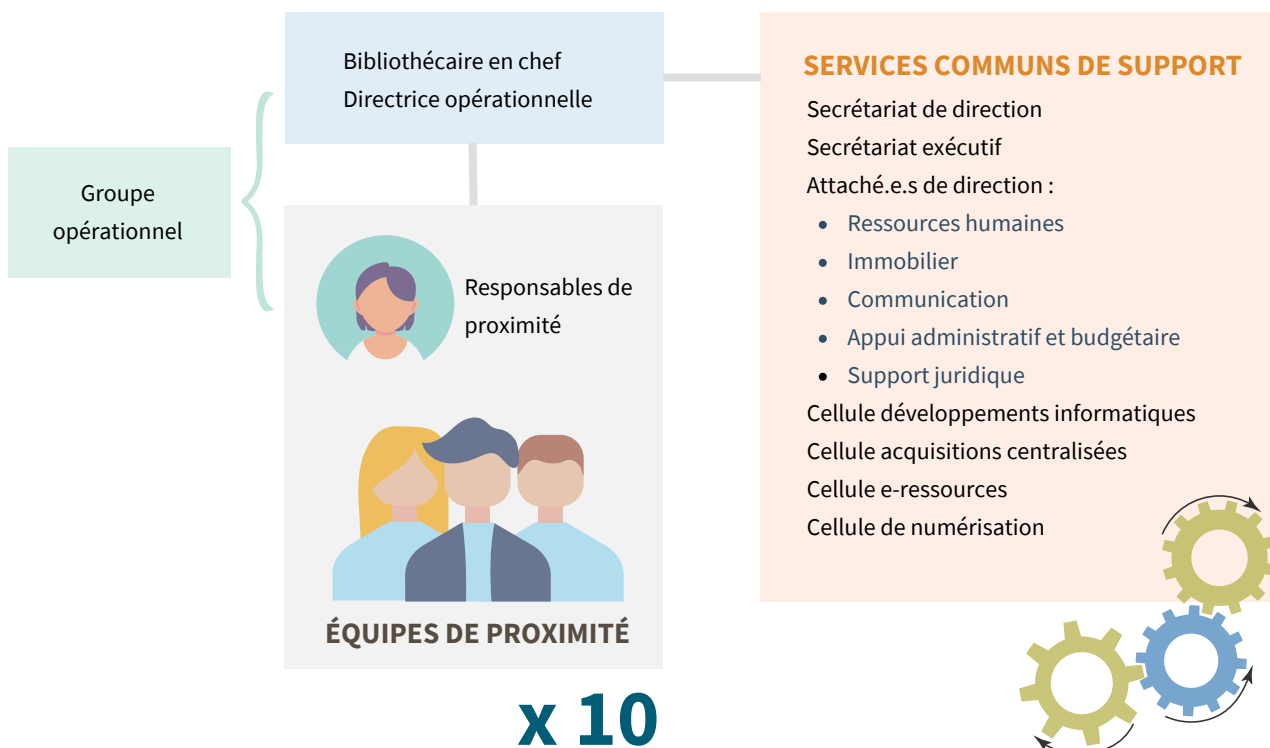 Groupe
opérationnel
Bibliothécaire en chef
Directrice opérationnelle
Responsables de
proximité
ÉQUIPES DE PROXIMITÉ
x 10
SERVICES COMMUNS DE SUPPORT
Secrétariat de direction
Secrétariat exécutif
Attaché.e.s de direction :
• Ressources humaines
• Immobilier
• Communication
• Appui administratif et budgétaire
• Support juridique
Cellule développements informatiques
Cellule acquisitions centralisées
Cellule e-ressources
Cellule de numérisation